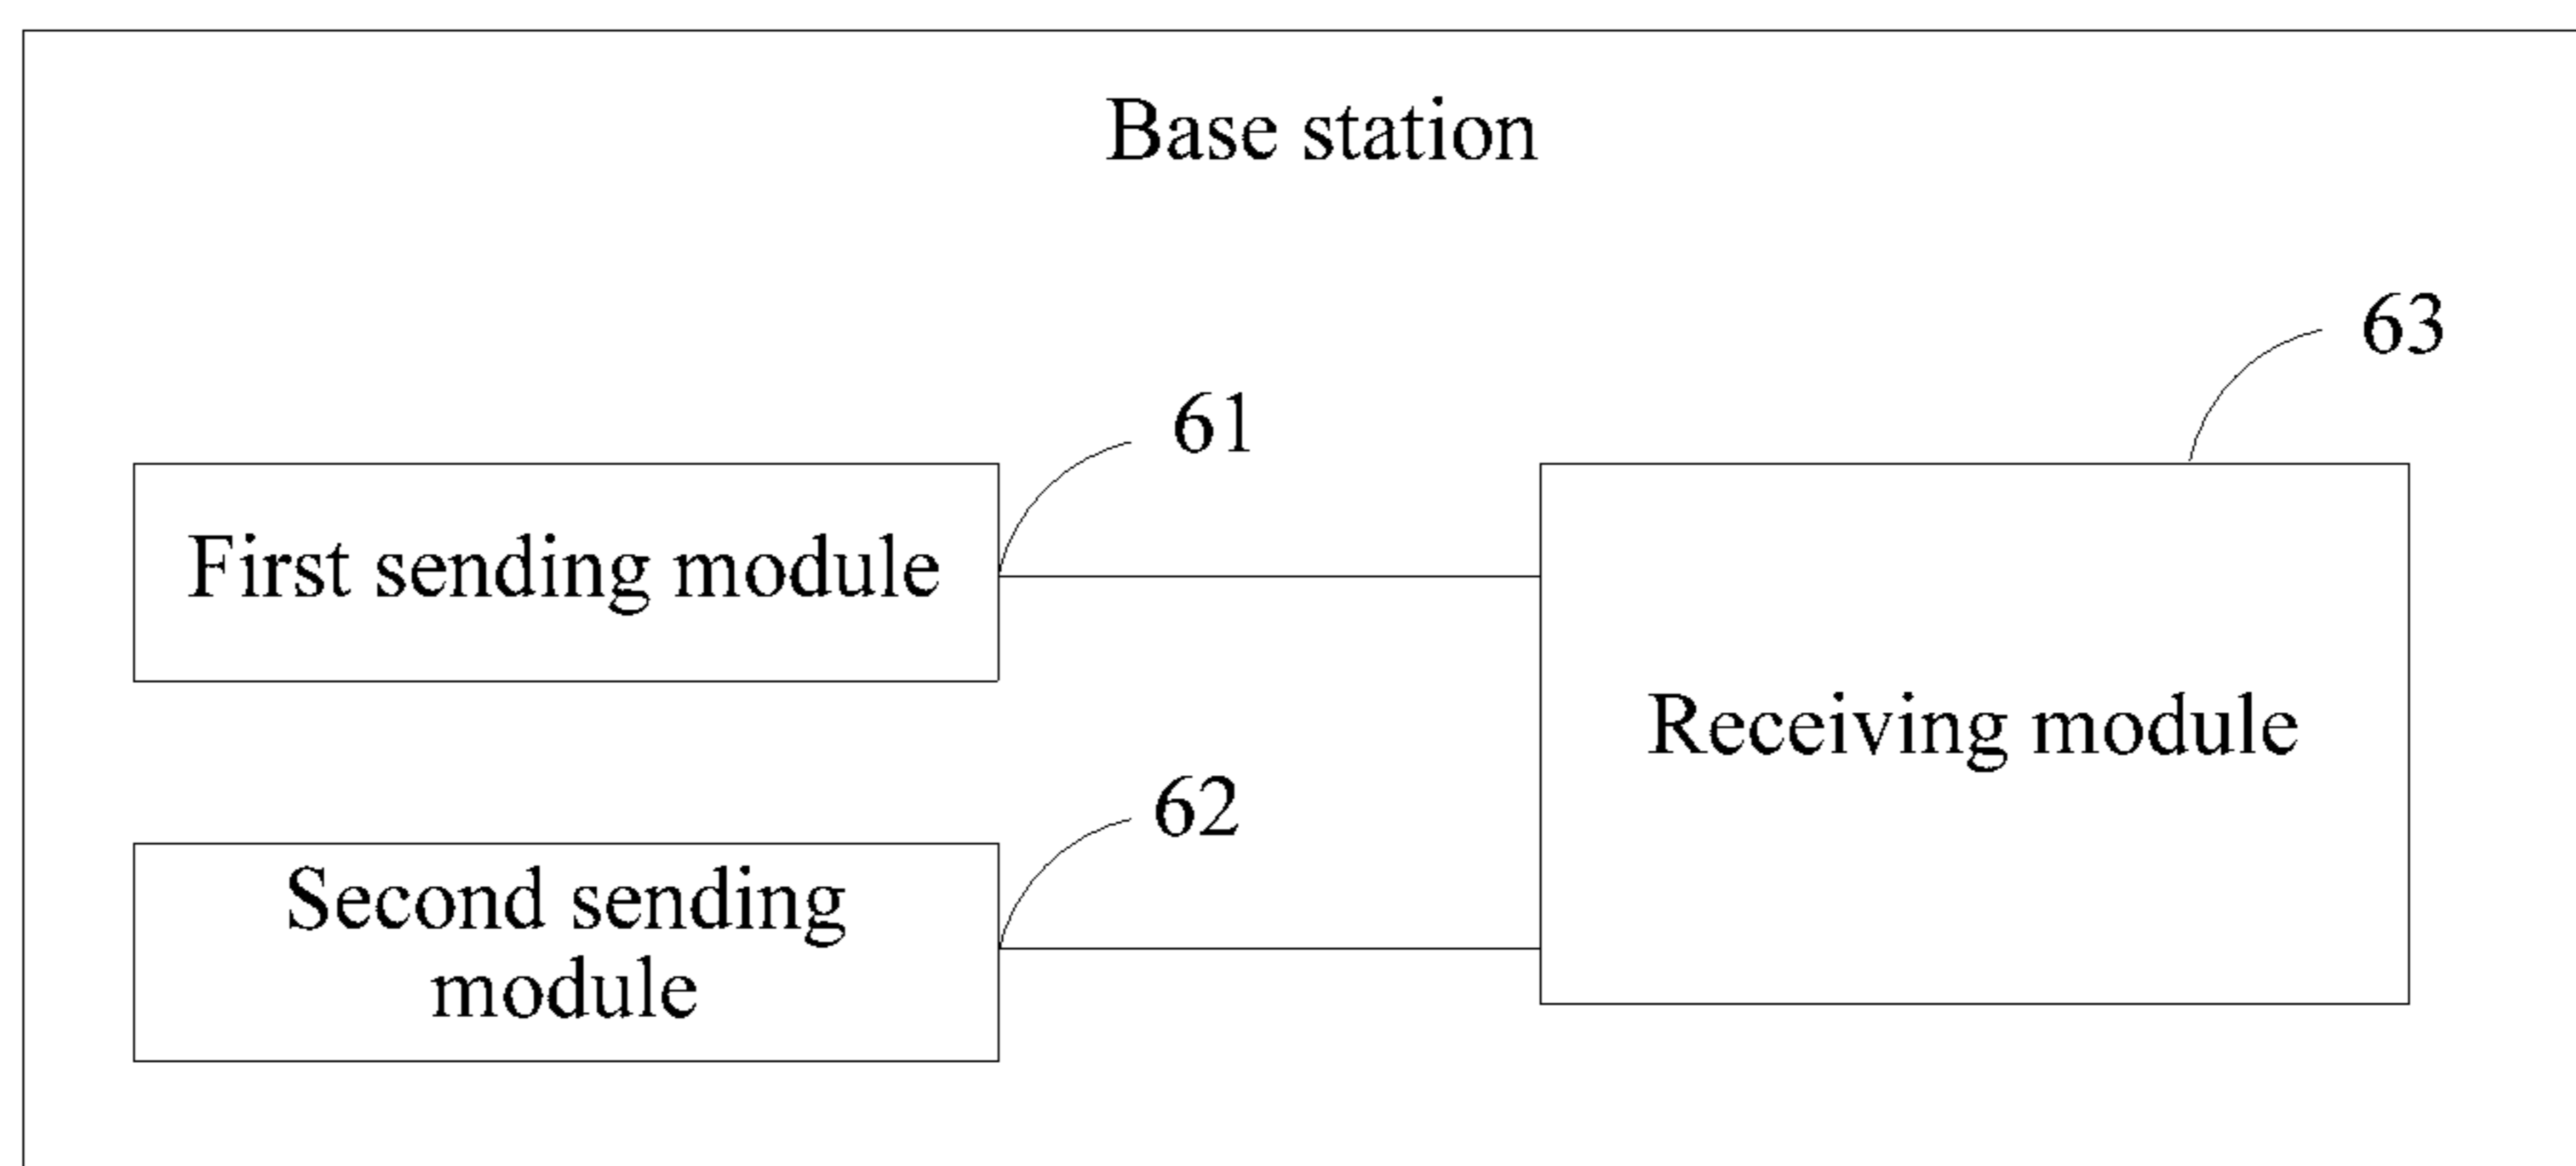 Base station
63
61
First sending module
Receiving module
62
Second sending
module